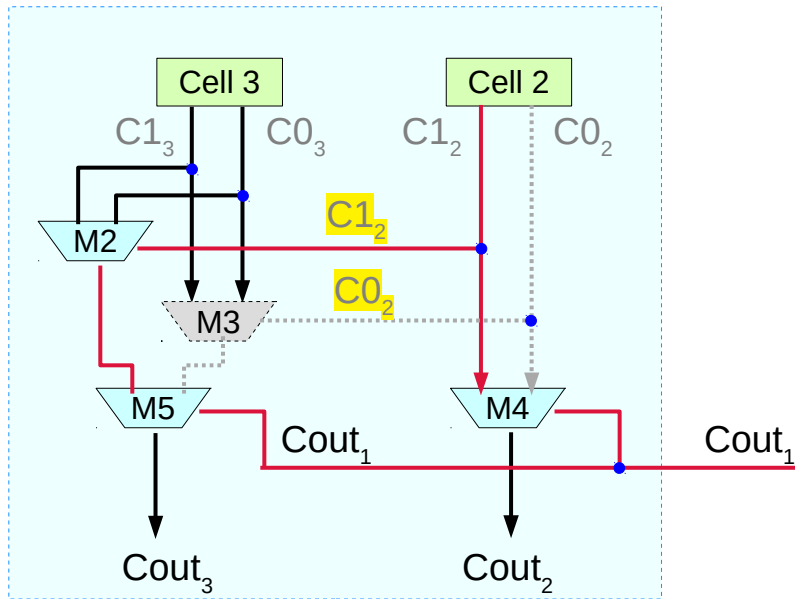 Cell 3
Cell 2
C1₃
C0₃
C1₂
C0₂
C1₂
M2
C0₂
M3
M5
M4
Cout₁
Cout₁
Cout₃
Cout₂